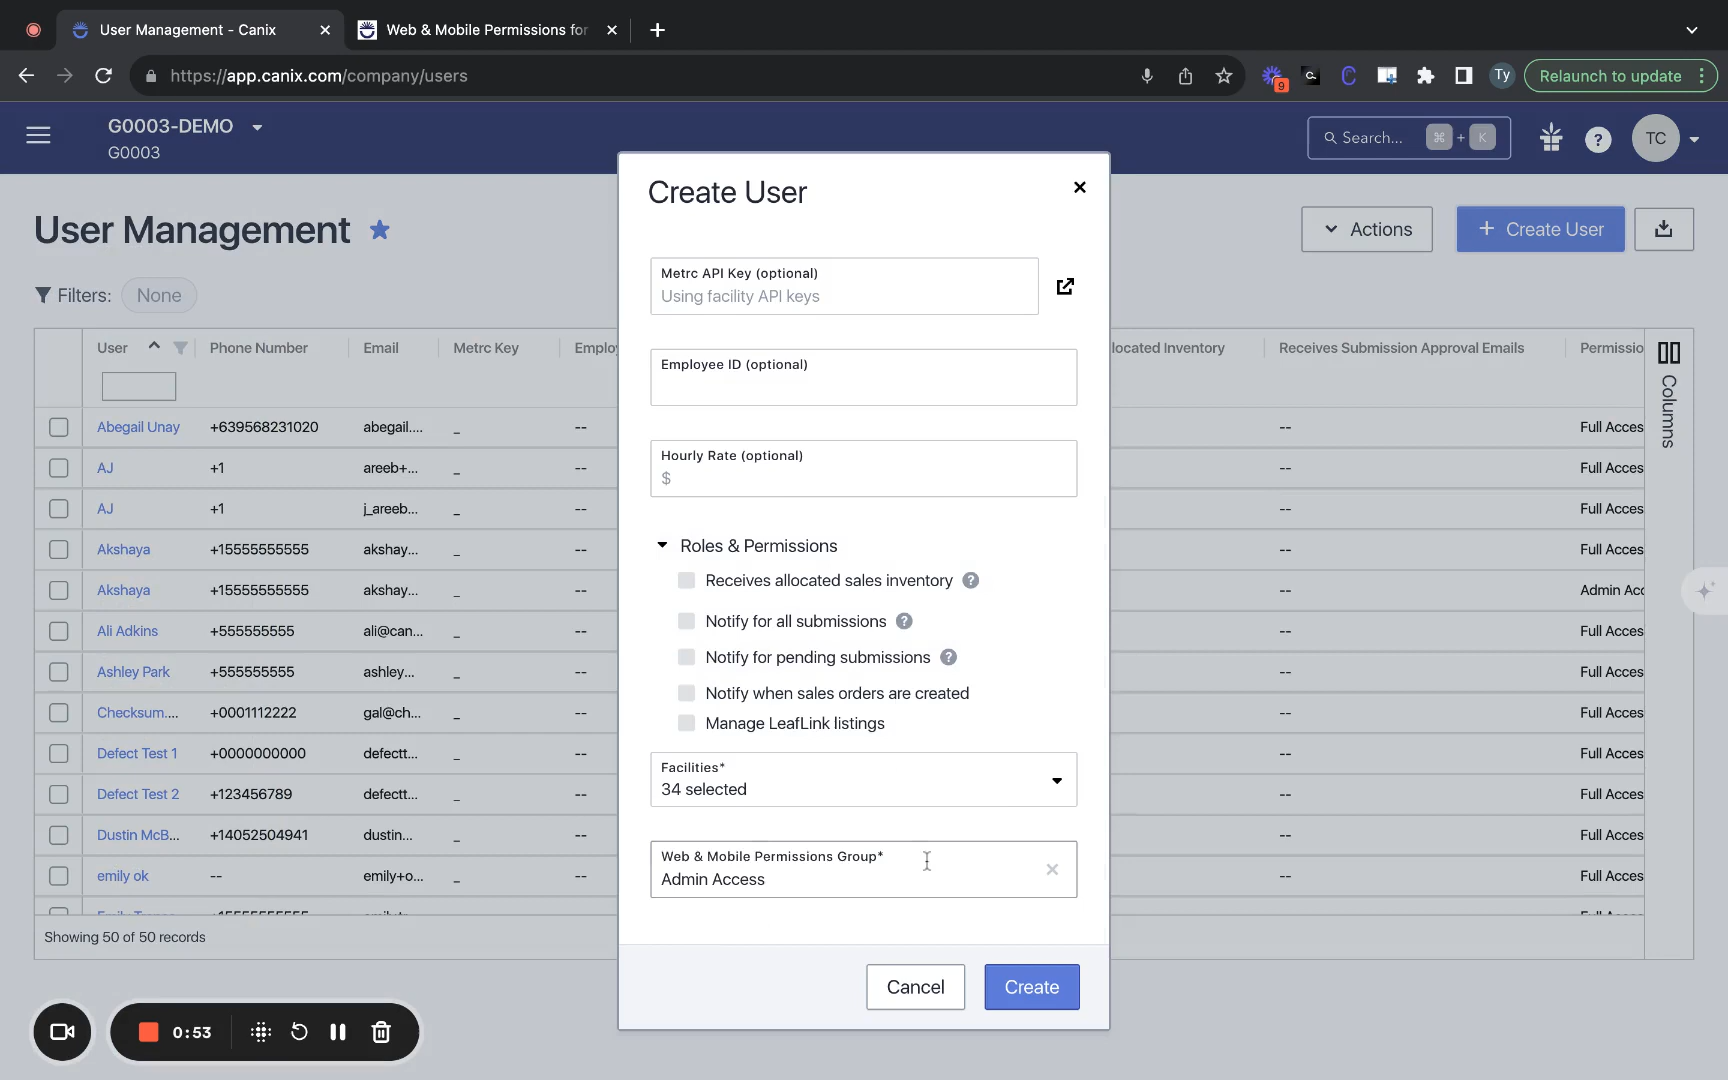 User Management - Canix
Web & Mobile Permissions for
https://app.canix.com/company/users
9
Ty
Relaunch to update
G0003-DEMO
G0003
Search...
⌘ + K
?
TC
User Management
Actions
+ Create User
Filters: None
User
Phone Number
Email
Metrc Key
Emplo
located Inventory
Receives Submission Approval Emails
Permissio
Columns
Abegail Unay +639568231020 abegail.... _ -- -- Full Acces
AJ +1 areeb+... _ -- -- Full Acces
AJ +1 j_areeb... _ -- -- Full Acces
Akshaya +15555555555 akshay... _ -- -- Full Acces
Akshaya +15555555555 akshay... _ -- -- Admin Acc
Ali Adkins +555555555 ali@can... _ -- -- Full Acces
Ashley Park +555555555 ashley... _ -- -- Full Acces
Checksum.... +0001112222 gal@ch... _ -- -- Full Acces
Defect Test 1 +0000000000 defectt... _ -- -- Full Acces
Defect Test 2 +123456789 defectt... _ -- -- Full Acces
Dustin McB... +14052504941 dustin... _ -- -- Full Acces
emily ok -- emily+o... _ -- -- Full Acces
Showing 50 of 50 records
Create User
Metrc API Key (optional)
Using facility API keys
Employee ID (optional)
Hourly Rate (optional)
$
Roles & Permissions
Receives allocated sales inventory ?
Notify for all submissions ?
Notify for pending submissions ?
Notify when sales orders are created
Manage LeafLink listings
Facilities*
34 selected
Web & Mobile Permissions Group*
Admin Access
Cancel
Create
0:53